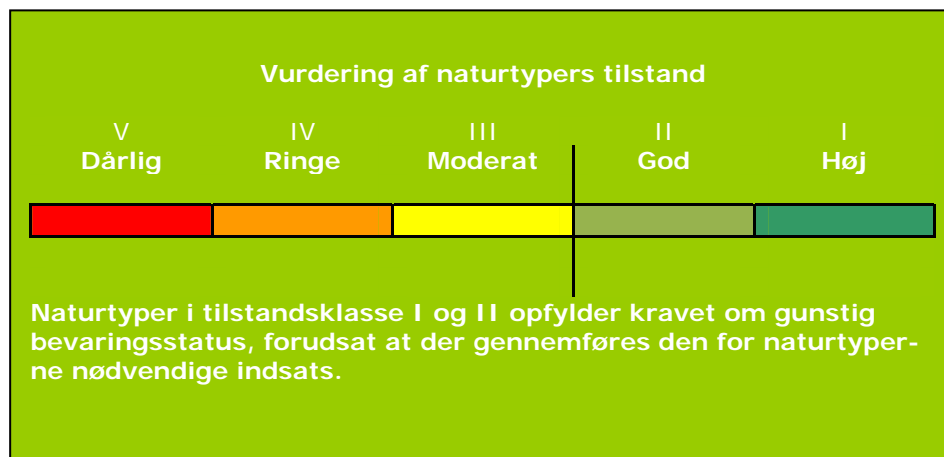 Vurdering af naturtypers tilstand
V IV III II I
Dårlig Ringe Moderat God Høj
Naturtyper i tilstandsklasse I og II opfylder kravet om gunstig
bevaringsstatus, forudsat at der gennemføres den for naturtyper-
ne nødvendige indsats.